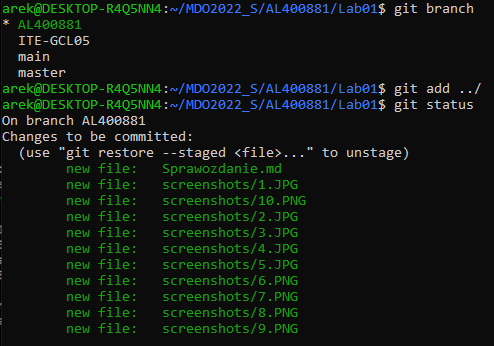 arek@DESKTOP-R4Q5NN4:~/MDO2022_S/AL400881/Lab01$ git branch
* AL400881
  ITE-GCL05
  main
  master
arek@DESKTOP-R4Q5NN4:~/MDO2022_S/AL400881/Lab01$ git add ../
arek@DESKTOP-R4Q5NN4:~/MDO2022_S/AL400881/Lab01$ git status
On branch AL400881
Changes to be committed:
  (use "git restore --staged <file>..." to unstage)
        new file:   Sprawozdanie.md
        new file:   screenshots/1.JPG
        new file:   screenshots/10.PNG
        new file:   screenshots/2.JPG
        new file:   screenshots/3.JPG
        new file:   screenshots/4.JPG
        new file:   screenshots/5.JPG
        new file:   screenshots/6.PNG
        new file:   screenshots/7.PNG
        new file:   screenshots/8.PNG
        new file:   screenshots/9.PNG